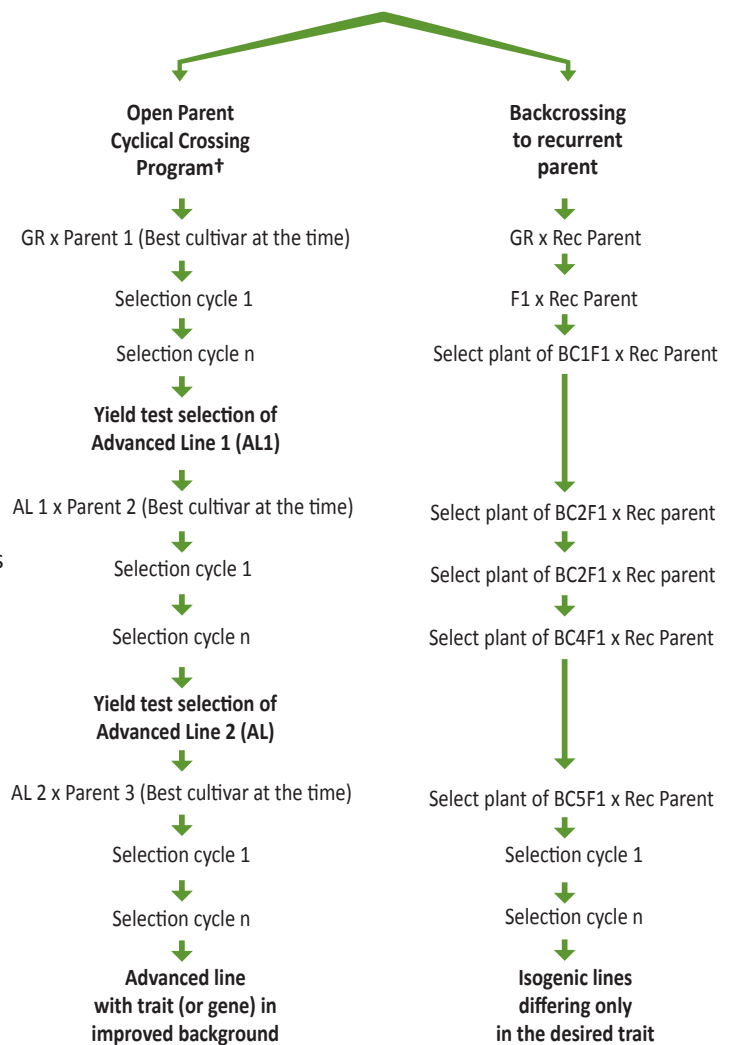 Open Parent
Cyclical Crossing
Program†
GR x Parent 1 (Best cultivar at the time)
Selection cycle 1
Selection cycle n
Yield test selection of
Advanced Line 1 (AL1)
AL 1 x Parent 2 (Best cultivar at the time)
s
Selection cycle 1
Selection cycle n
Yield test selection of
Advanced Line 2 (AL)
AL 2 x Parent 3 (Best cultivar at the time)
Selection cycle 1
Selection cycle n
Advanced line
with trait (or gene) in
improved background
Backcrossing
to recurrent
parent
GR x Rec Parent
F1 x Rec Parent
Select plant of BC1F1 x Rec Parent
Select plant of BC2F1 x Rec parent
Select plant of BC2F1 x Rec parent
Select plant of BC4F1 x Rec Parent
Select plant of BC5F1 x Rec Parent
Selection cycle 1
Selection cycle n
Isogenic lines
differing only
in the desired trait